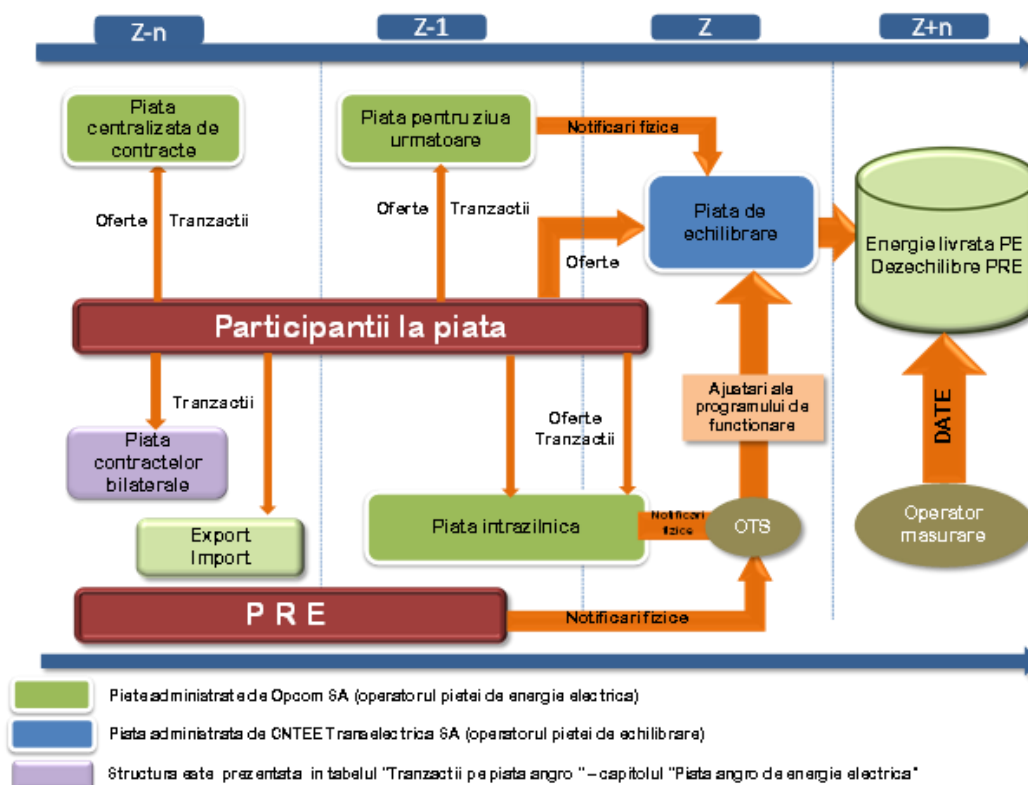 Z-n
Z-1
Z
Z+n
Piata
centralizata de
contracte
Piata pentru ziua
urmatoare
Notificari fizice
Piata de
echilibrare
Energie livrata PE
Dezechilibre PRE
Oferte
Tranzactii
Oferte
Tranzactii
Oferte
Participantii la piata
Tranzactii
Oferte
Tranzactii
Ajustari ale
programului de
functionare
DATE
Piata
contractelor
bilaterale
Export
Import
Piata intrazilnica
Notificari
fizice
OTS
Operator
masurare
P R E
Notificari fizice
Piete administrate de Opcom SA (operatorul pietei de energie electrica)
Piata administrata de CNTEE Transelectrica SA (operatorul pietei de echilibrare)
Structura este prezentata in tabelul "Tranzactii pe piata angro " – capitolul "Piata angro de energie electrica"